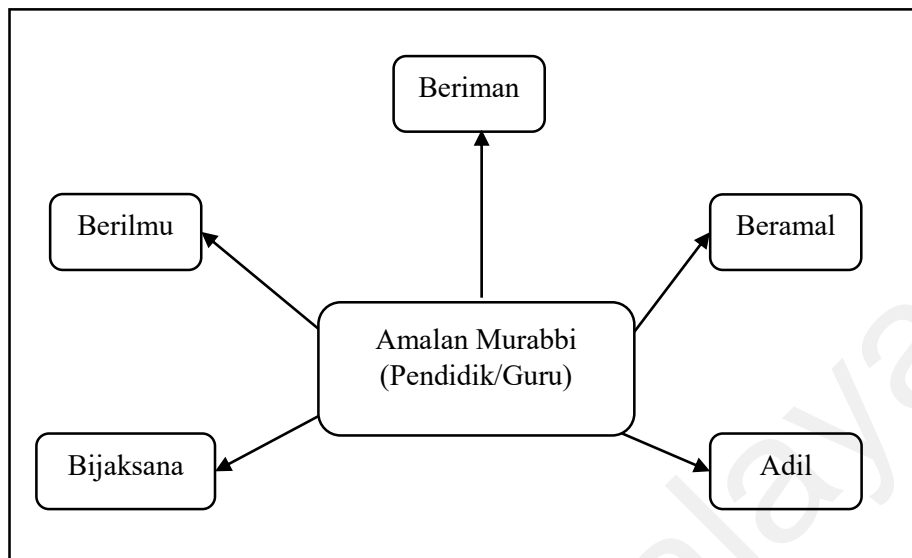 Beriman
Berilmu
Beramal
Amalan Murabbi
(Pendidik/Guru)
Bijaksana
Adil